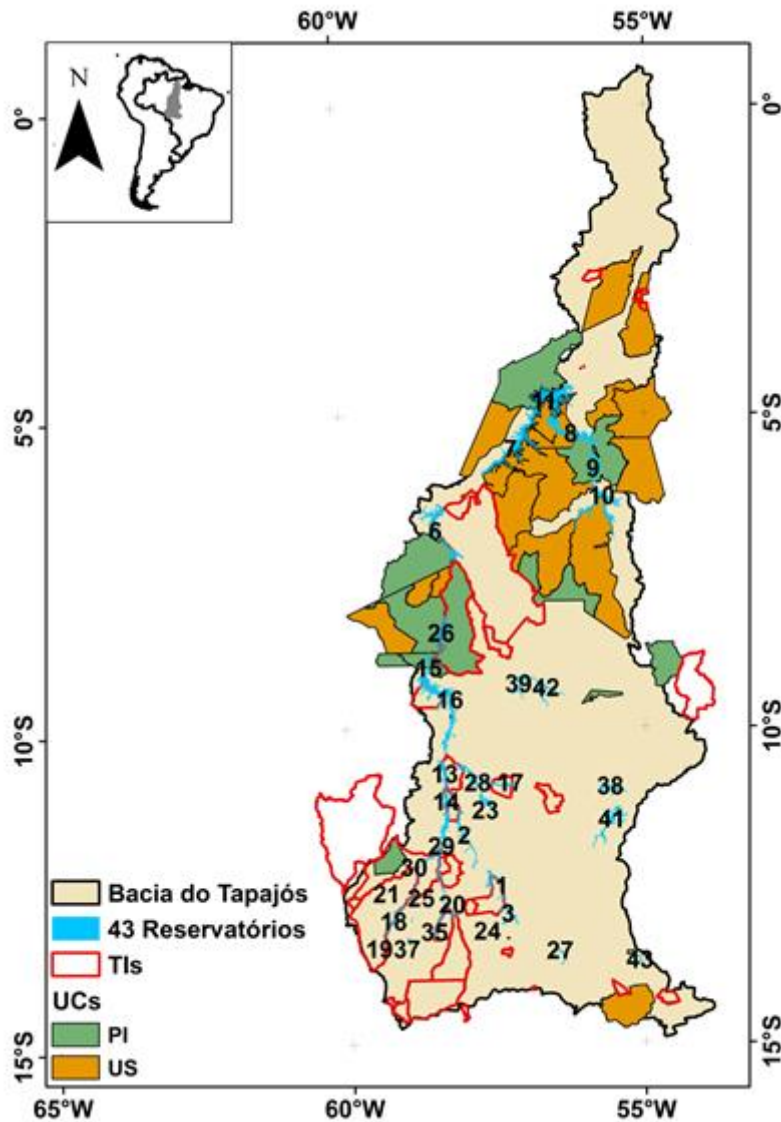 60°W 55°W
N
0° 0°
11
5°S 5°S
7 8
9
10
6
26
15
39 42
16
10°S 10°S
13 28 17 38
14 23
41
2
29
30
1
21 25 20
3
18
35 24
19 37 27
43
Bacia do Tapajós
43 Reservatórios
TIs
UCs
PI
US
15°S 15°S
65°W 60°W 55°W